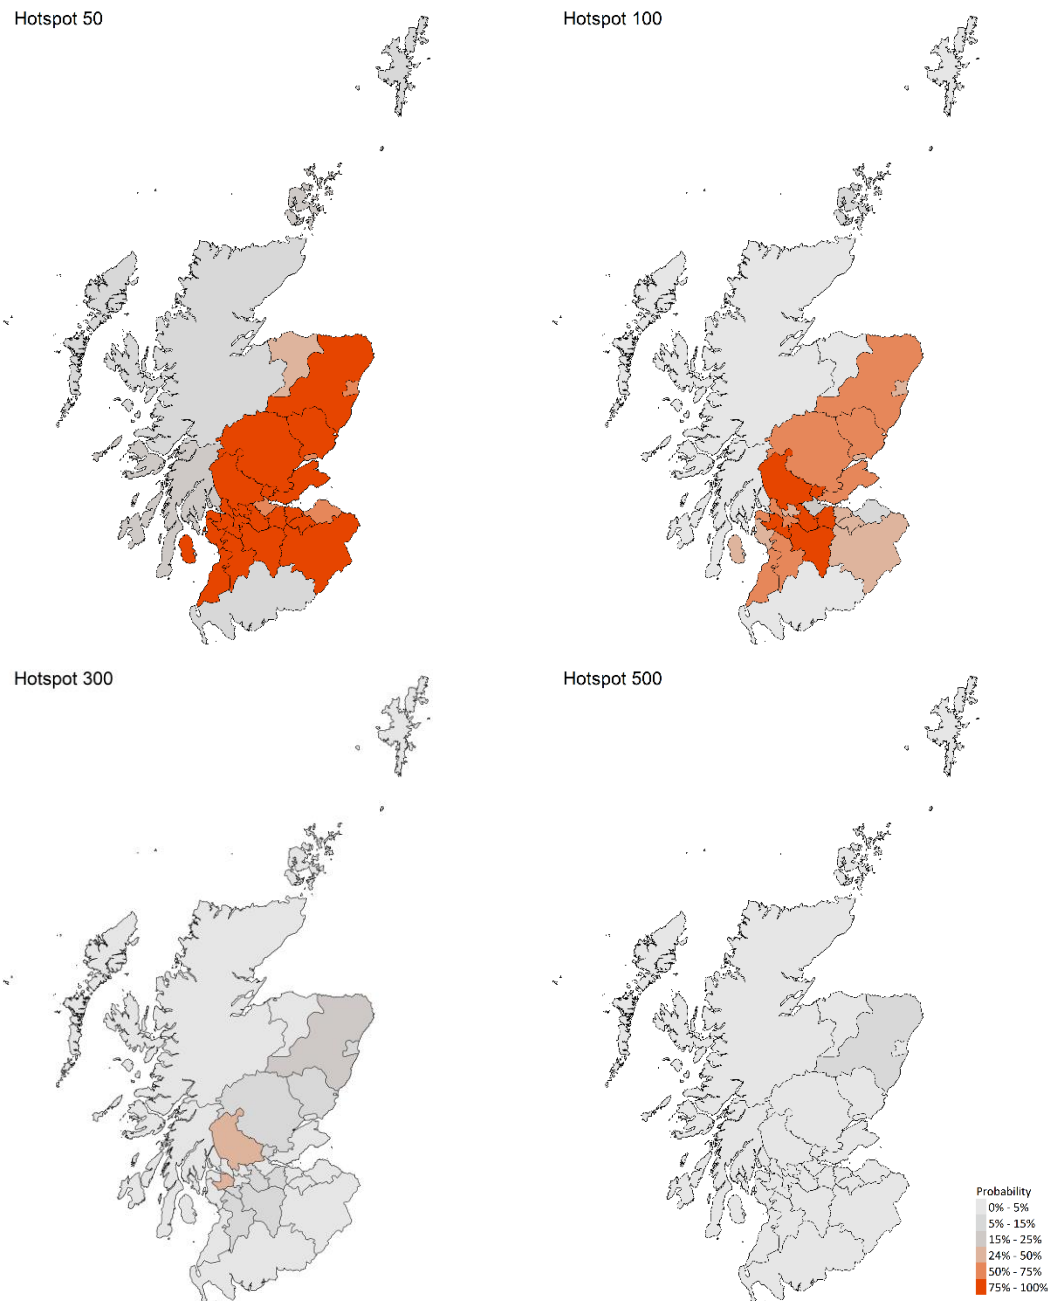 Hotspot 50
Hotspot 100
Hotspot 300
Hotspot 500
Probability
0% - 5%
5% - 15%
15% - 25%
24% - 50%
50% - 75%
75% - 100%